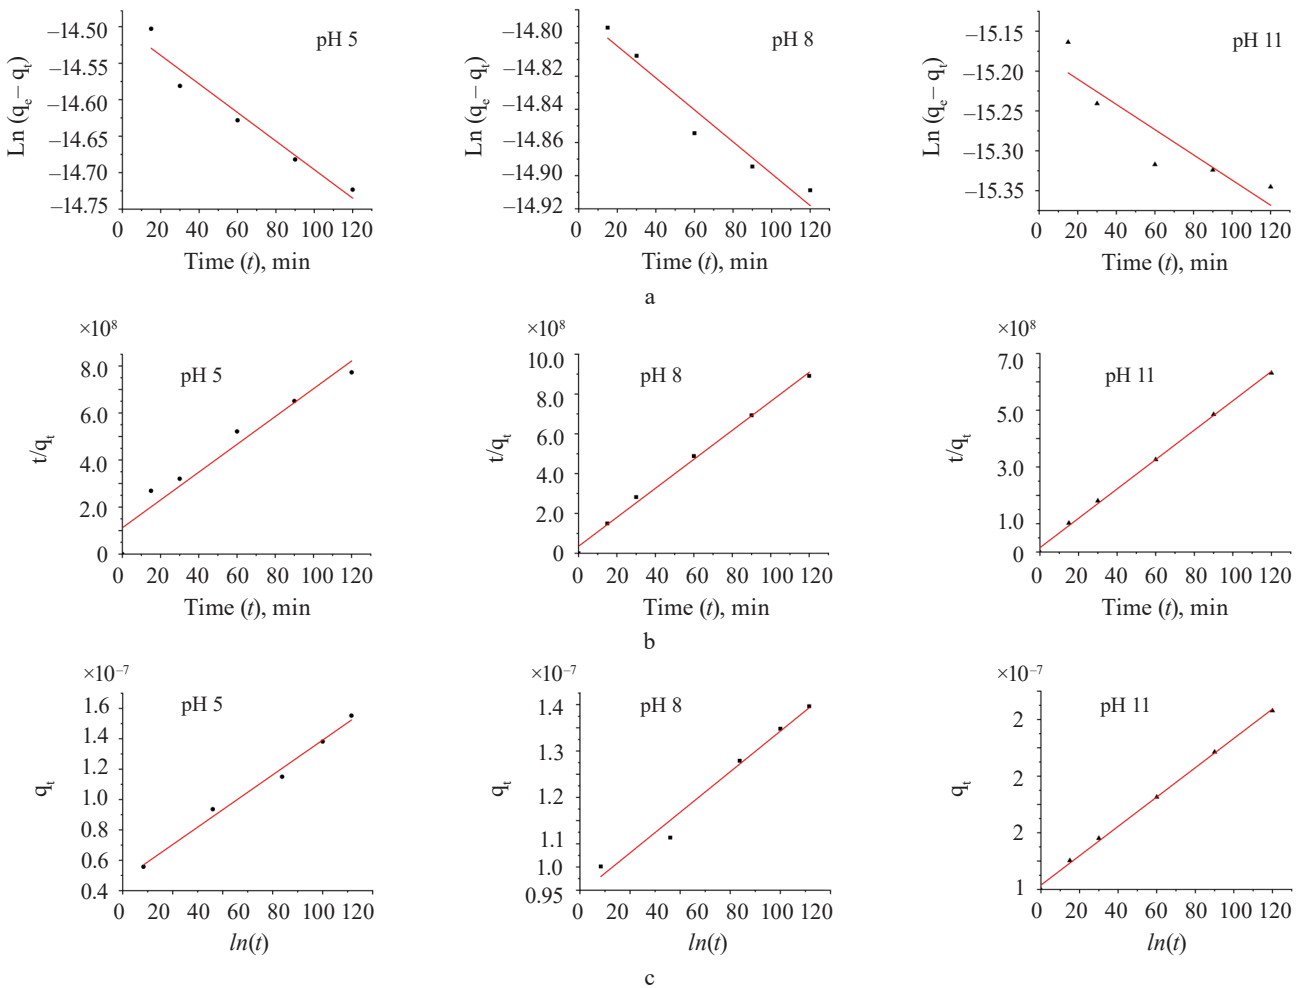 Ln (qe – qt)
–14.50
–14.55
–14.60
–14.65
–14.70
–14.75
pH 5
0 20 40 60 80 100 120
Time (t), min
Ln (qe – qt)
–14.80
–14.82
–14.84
–14.86
–14.90
–14.92
pH 8
0 20 40 60 80 100 120
Time (t), min
Ln (qe – qt)
–15.15
–15.20
–15.25
–15.30
–15.35
pH 11
0 20 40 60 80 100 120
Time (t), min
a
×10⁸
t/qt
8.0
6.0
4.0
2.0
0
pH 5
0 20 40 60 80 100 120
Time (t), min
×10⁸
t/qt
10.0
8.0
6.0
4.0
2.0
0
pH 8
0 20 40 60 80 100 120
Time (t), min
×10⁸
t/qt
7.0
5.0
3.0
1.0
0
pH 11
0 20 40 60 80 100 120
Time (t), min
b
×10⁻⁷
qt
1.6
1.4
1.2
1.0
0.8
0.6
0.4
pH 5
0 20 40 60 80 100 120
ln(t)
×10⁻⁷
qt
1.4
1.3
1.2
1.1
1.0
0.95
pH 8
0 20 40 60 80 100 120
ln(t)
×10⁻⁷
qt
2
2
2
1
pH 11
0 20 40 60 80 100 120
ln(t)
c